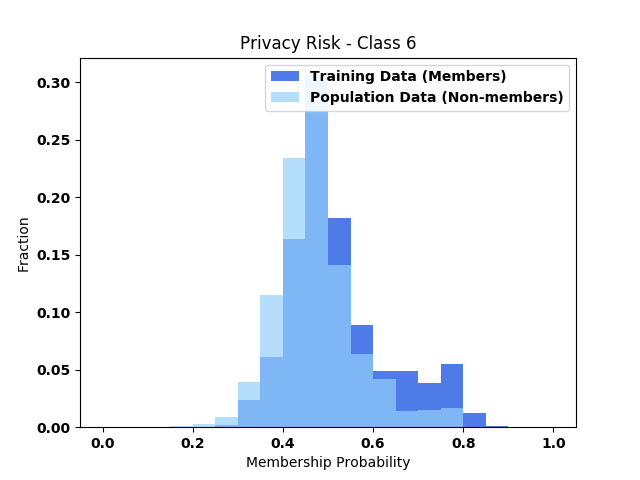 Privacy Risk - Class 6
Training Data (Members)
Population Data (Non-members)
0.30
0.25
0.20
0.15
0.10
0.05
0.00
Fraction
0.0 0.2 0.4 0.6 0.8 1.0
Membership Probability